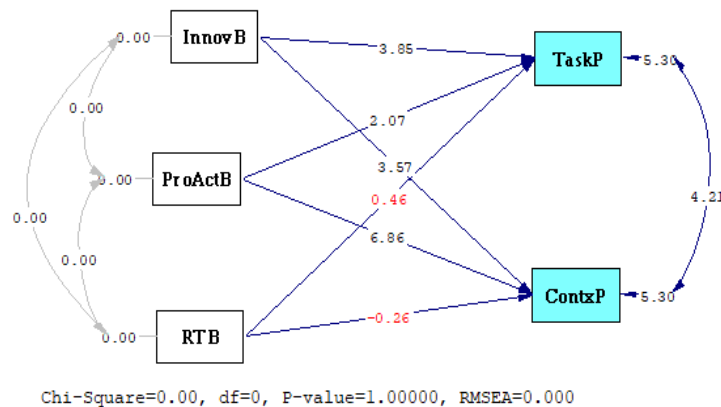 InnovB
0.00
3.85
TaskP
5.30
0.00
2.07
ProActB
0.00
3.57
0.46
4.21
0.00
6.86
0.00
ContxP
5.30
RTB
0.00
-0.26
Chi-Square=0.00, df=0, P-value=1.00000, RMSEA=0.000